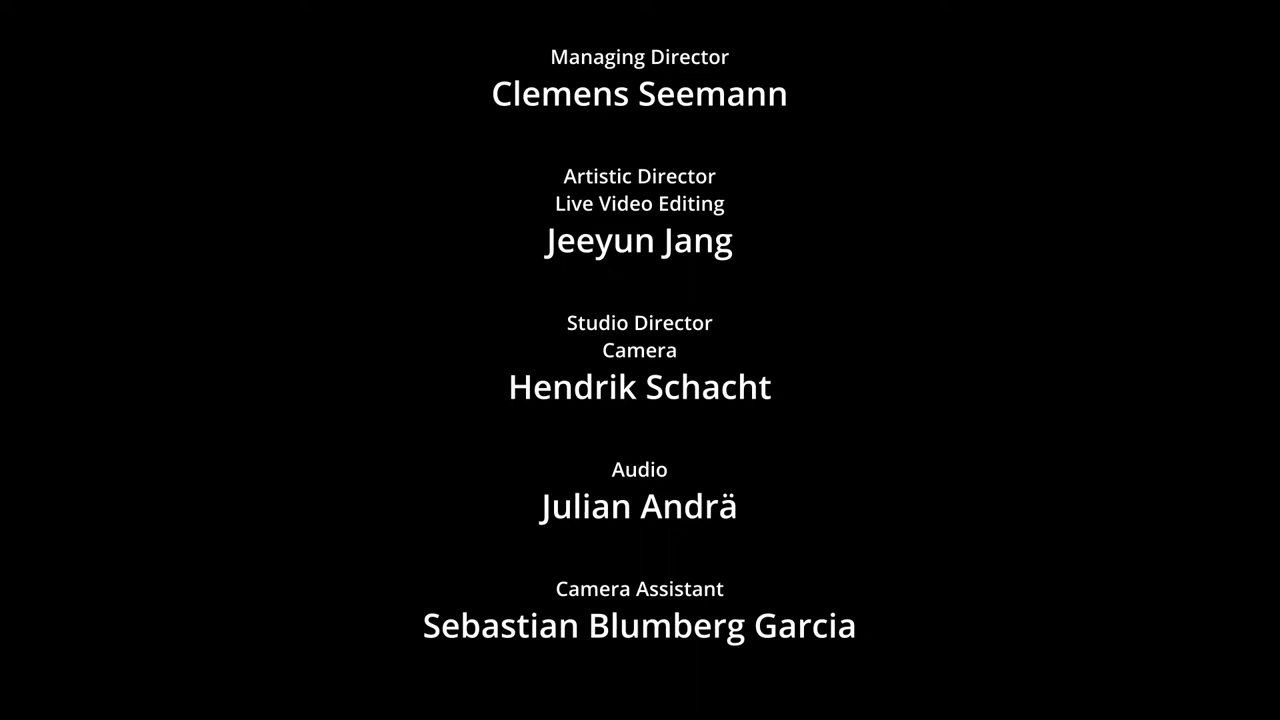 Managing Director
Clemens Seemann
Artistic Director
Live Video Editing
Jeeyun Jang
Studio Director
Camera
Hendrik Schacht
Audio
Julian Andrä
Camera Assistant
Sebastian Blumberg Garcia